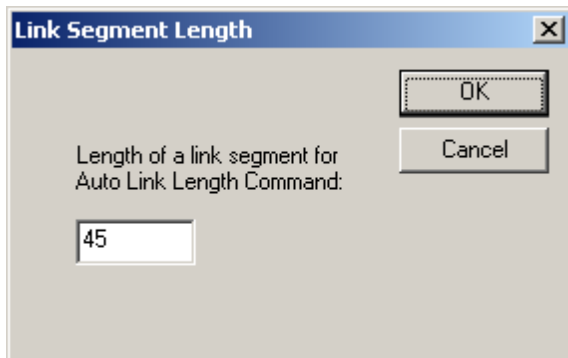 Link Segment Length
OK
Cancel
Length of a link segment for
Auto Link Length Command:
45